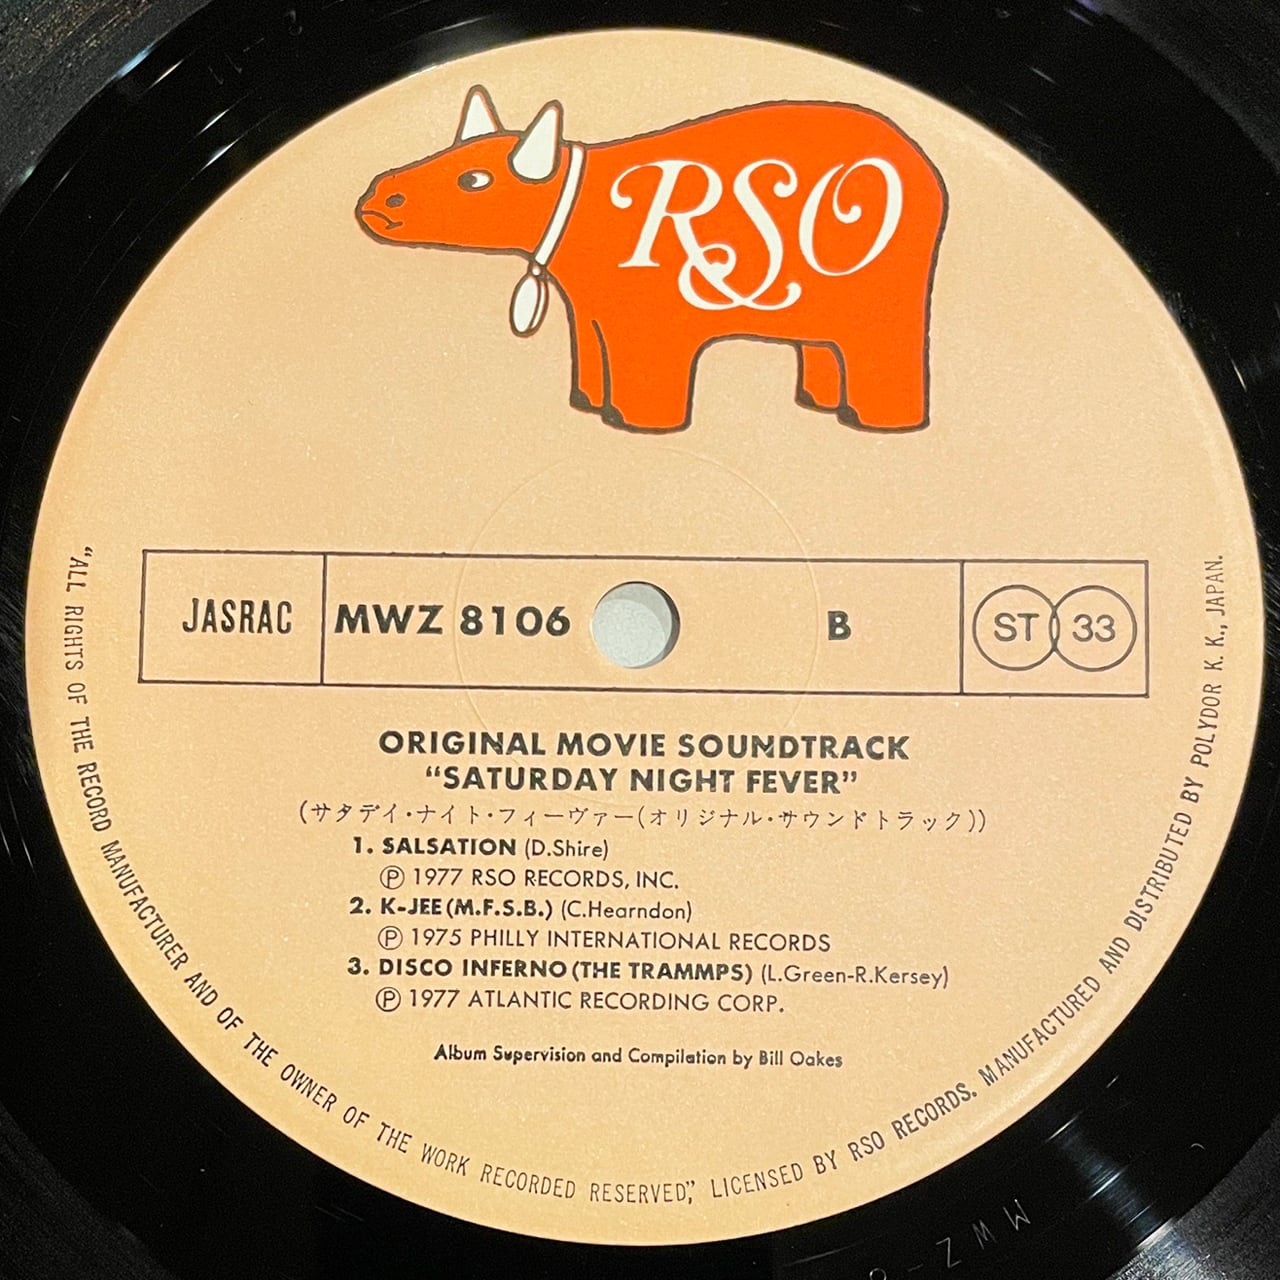 RSO
JASRAC
MWZ 8106
B
ST 33
ORIGINAL MOVIE SOUNDTRACK
“SATURDAY NIGHT FEVER”
(サタデイ・ナイト・フィーヴァー(オリジナル・サウンドトラック))
1. SALSATION (D.Shire)
Ⓟ 1977 RSO RECORDS, INC.
2. K-JEE (M.F.S.B.) (C.Hearndon)
Ⓟ 1975 PHILLY INTERNATIONAL RECORDS
3. DISCO INFERNO (THE TRAMMPS) (L.Green-R.Kersey)
Ⓟ 1977 ATLANTIC RECORDING CORP.
Album Supervision and Compilation by Bill Oakes
“ALL RIGHTS OF THE RECORD MANUFACTURER AND OF THE OWNER OF THE WORK RECORDED RESERVED”, LICENSED BY RSO RECORDS. MANUFACTURED AND DISTRIBUTED BY POLYDOR K. K., JAPAN.
MWZ